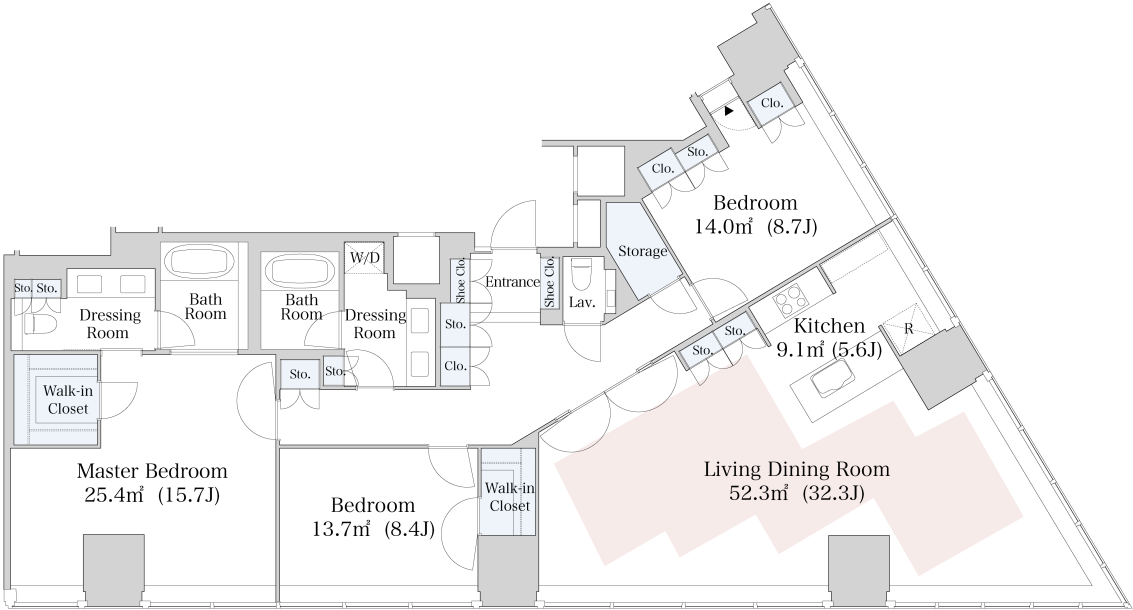 Clo.
Clo.
Sto.
Bedroom
14.0㎡ (8.7J)
Storage
W/D
Shoe Clo.
Entrance
Shoe Clo.
Lav.
Sto. Sto.
Dressing
Room
Bath
Room
Bath
Room
Dressing
Room
Sto.
Clo.
Sto.
Sto.
Kitchen
9.1㎡ (5.6J)
R
Sto.
Sto.
Walk-in
Closet
Master Bedroom
25.4㎡ (15.7J)
Bedroom
13.7㎡ (8.4J)
Walk-in
Closet
Living Dining Room
52.3㎡ (32.3J)